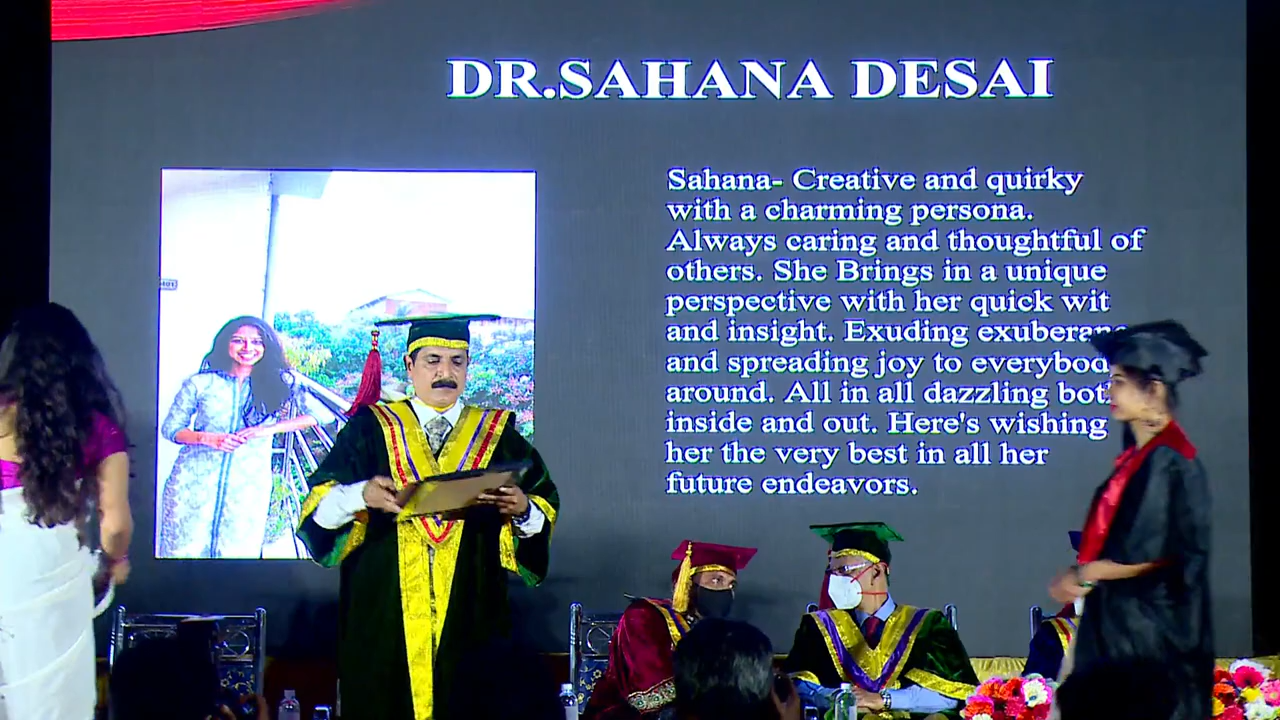 DR.SAHANA DESAI
Sahana- Creative and quirky
with a charming persona.
Always caring and thoughtful of
others. She Brings in a unique
perspective with her quick wit
and insight. Exuding
and spreading joy to
around. All in all dazzling
inside and out. Here's wishing
her the very best in all her
future endeavors.